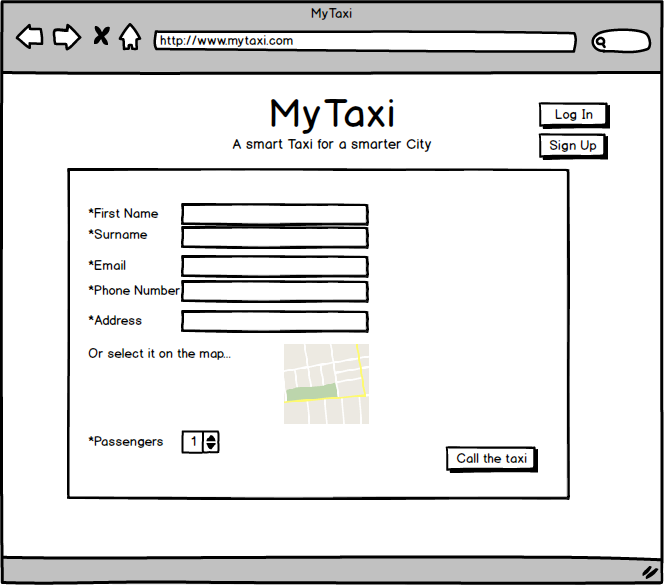 MyTaxi
http://www.mytaxi.com
MyTaxi
A smart Taxi for a smarter City
Log In
Sign Up
*First Name
*Surname
*Email
*Phone Number
*Address
Or select it on the map...
*Passengers
1
Call the taxi